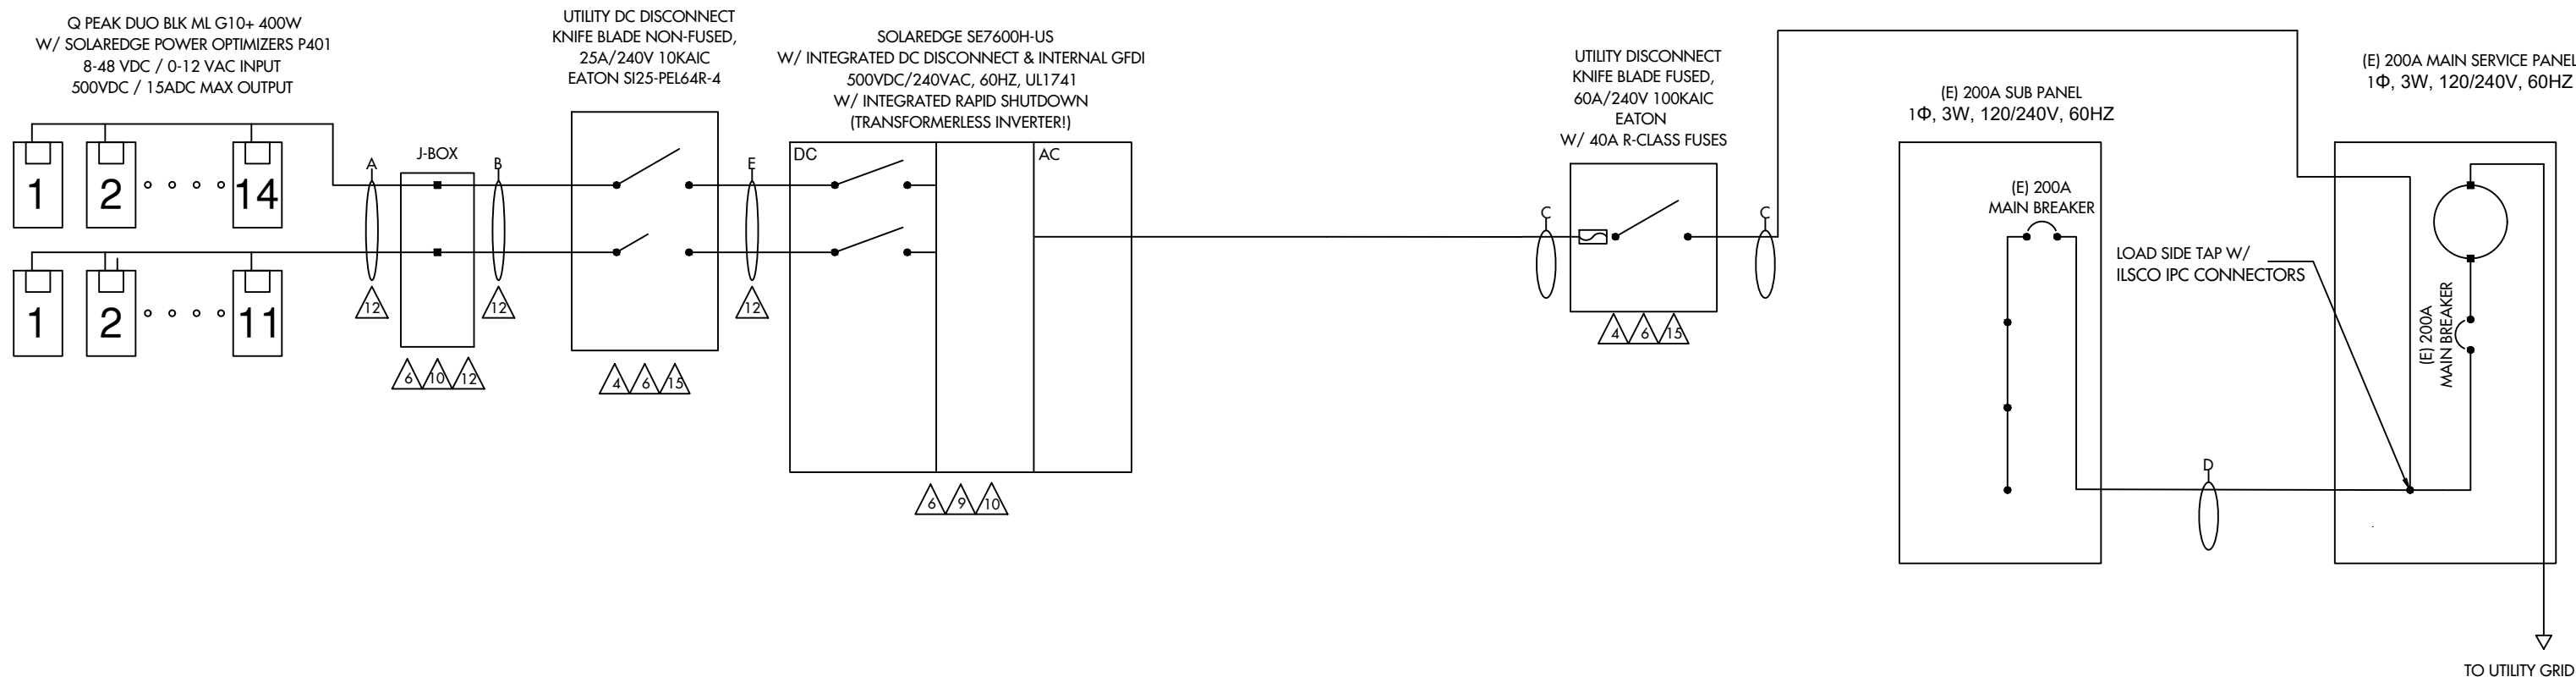 Q PEAK DUO BLK ML G10+ 400W
W/ SOLAREDGE POWER OPTIMIZERS P401
8-48 VDC / 0-12 VAC INPUT
500VDC / 15ADC MAX OUTPUT
1
2
14
1
2
11
A
J-BOX
B
12
12
6
10
12
UTILITY DC DISCONNECT
KNIFE BLADE NON-FUSED,
25A/240V 10KAIC
EATON SI25-PEL64R-4
4
6
15
E
12
SOLAREDGE SE7600H-US
W/ INTEGRATED DC DISCONNECT & INTERNAL GFDI
500VDC/240VAC, 60HZ, UL1741
W/ INTEGRATED RAPID SHUTDOWN
(TRANSFORMERLESS INVERTER!)
DC
AC
6
9
10
UTILITY DISCONNECT
KNIFE BLADE FUSED,
60A/240V 100KAIC
EATON
W/ 40A R-CLASS FUSES
C
C
4
6
15
(E) 200A SUB PANEL
1Φ, 3W, 120/240V, 60HZ
(E) 200A
MAIN BREAKER
LOAD SIDE TAP W/
ILSCO IPC CONNECTORS
D
(E) 200A MAIN SERVICE PANEL
1Φ, 3W, 120/240V, 60HZ
(E) 200A
MAIN BREAKER
TO UTILITY GRID